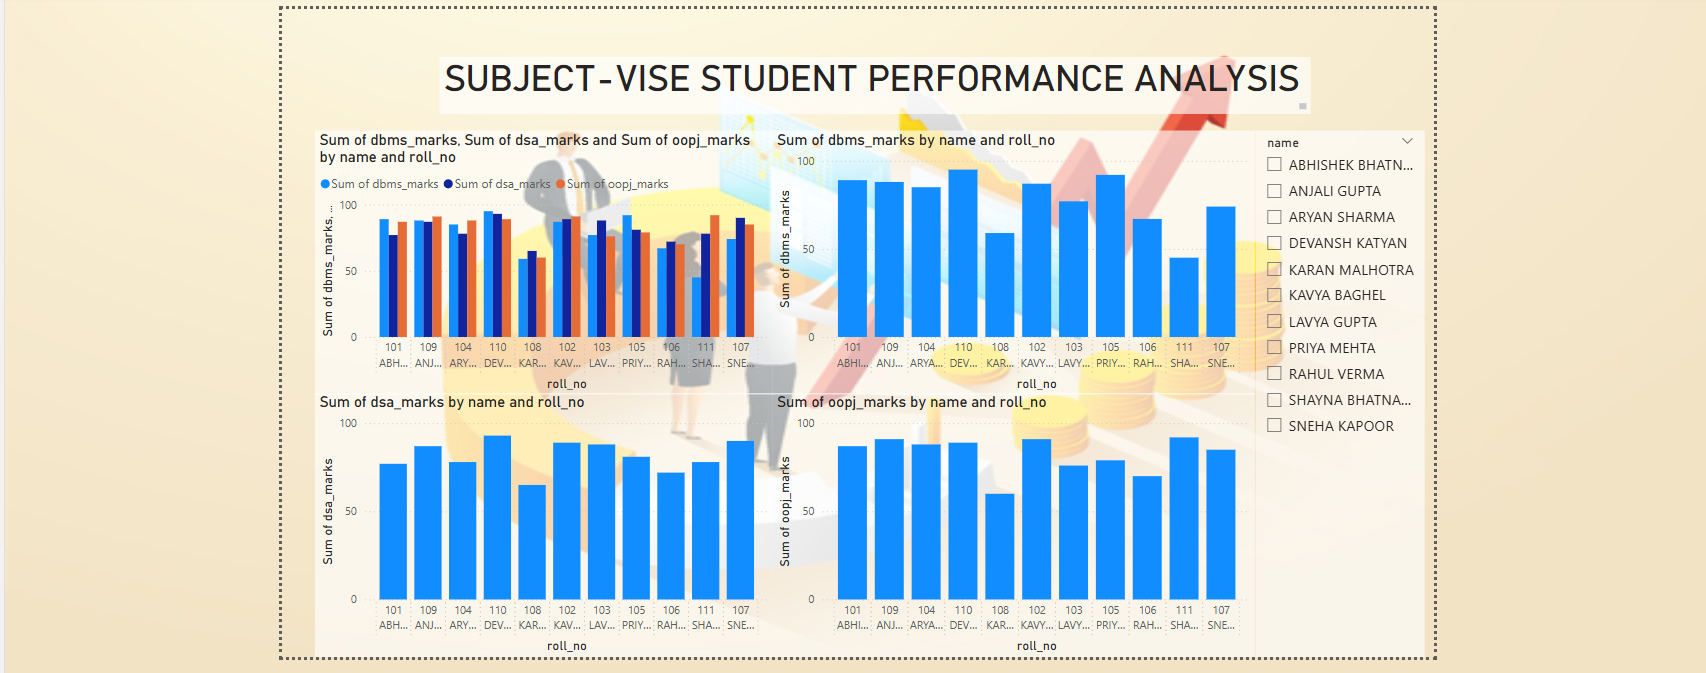 SUBJECT-VISE STUDENT PERFORMANCE ANALYSIS
Sum of dbms_marks, Sum of dsa_marks and Sum of oopj_marks
by name and roll_no
Sum of dbms_marks Sum of dsa_marks Sum of oopj_marks
Sum of dbms_marks, ...
100
50
0
101 109 104 110 108 102 103 105 106 111 107
ABH... ANJ... ARY... DEV... KAR... KAV... LAV... PRIY... RAH... SHA... SNE...
roll_no
Sum of dbms_marks by name and roll_no
Sum of dbms_marks
100
50
0
101 109 104 110 108 102 103 105 106 111 107
ABHI... ANJ... ARYA... DEV... KAR... KAVY... LAVY... PRIY... RAH... SHA... SNE...
roll_no
Sum of dsa_marks by name and roll_no
Sum of dsa_marks
100
50
0
101 109 104 110 108 102 103 105 106 111 107
ABH... ANJ... ARY... DEV... KAR... KAV... LAV... PRIY... RAH... SHA... SNE...
roll_no
Sum of oopj_marks by name and roll_no
Sum of oopj_marks
100
50
0
101 109 104 110 108 102 103 105 106 111 107
ABHI... ANJ... ARYA... DEV... KAR... KAVY... LAVY... PRIY... RAH... SHA... SNE...
roll_no
name
ABHISHEK BHATN...
ANJALI GUPTA
ARYAN SHARMA
DEVANSH KATYAN
KARAN MALHOTRA
KAVYA BAGHEL
LAVYA GUPTA
PRIYA MEHTA
RAHUL VERMA
SHAYNA BHATNA...
SNEHA KAPOOR